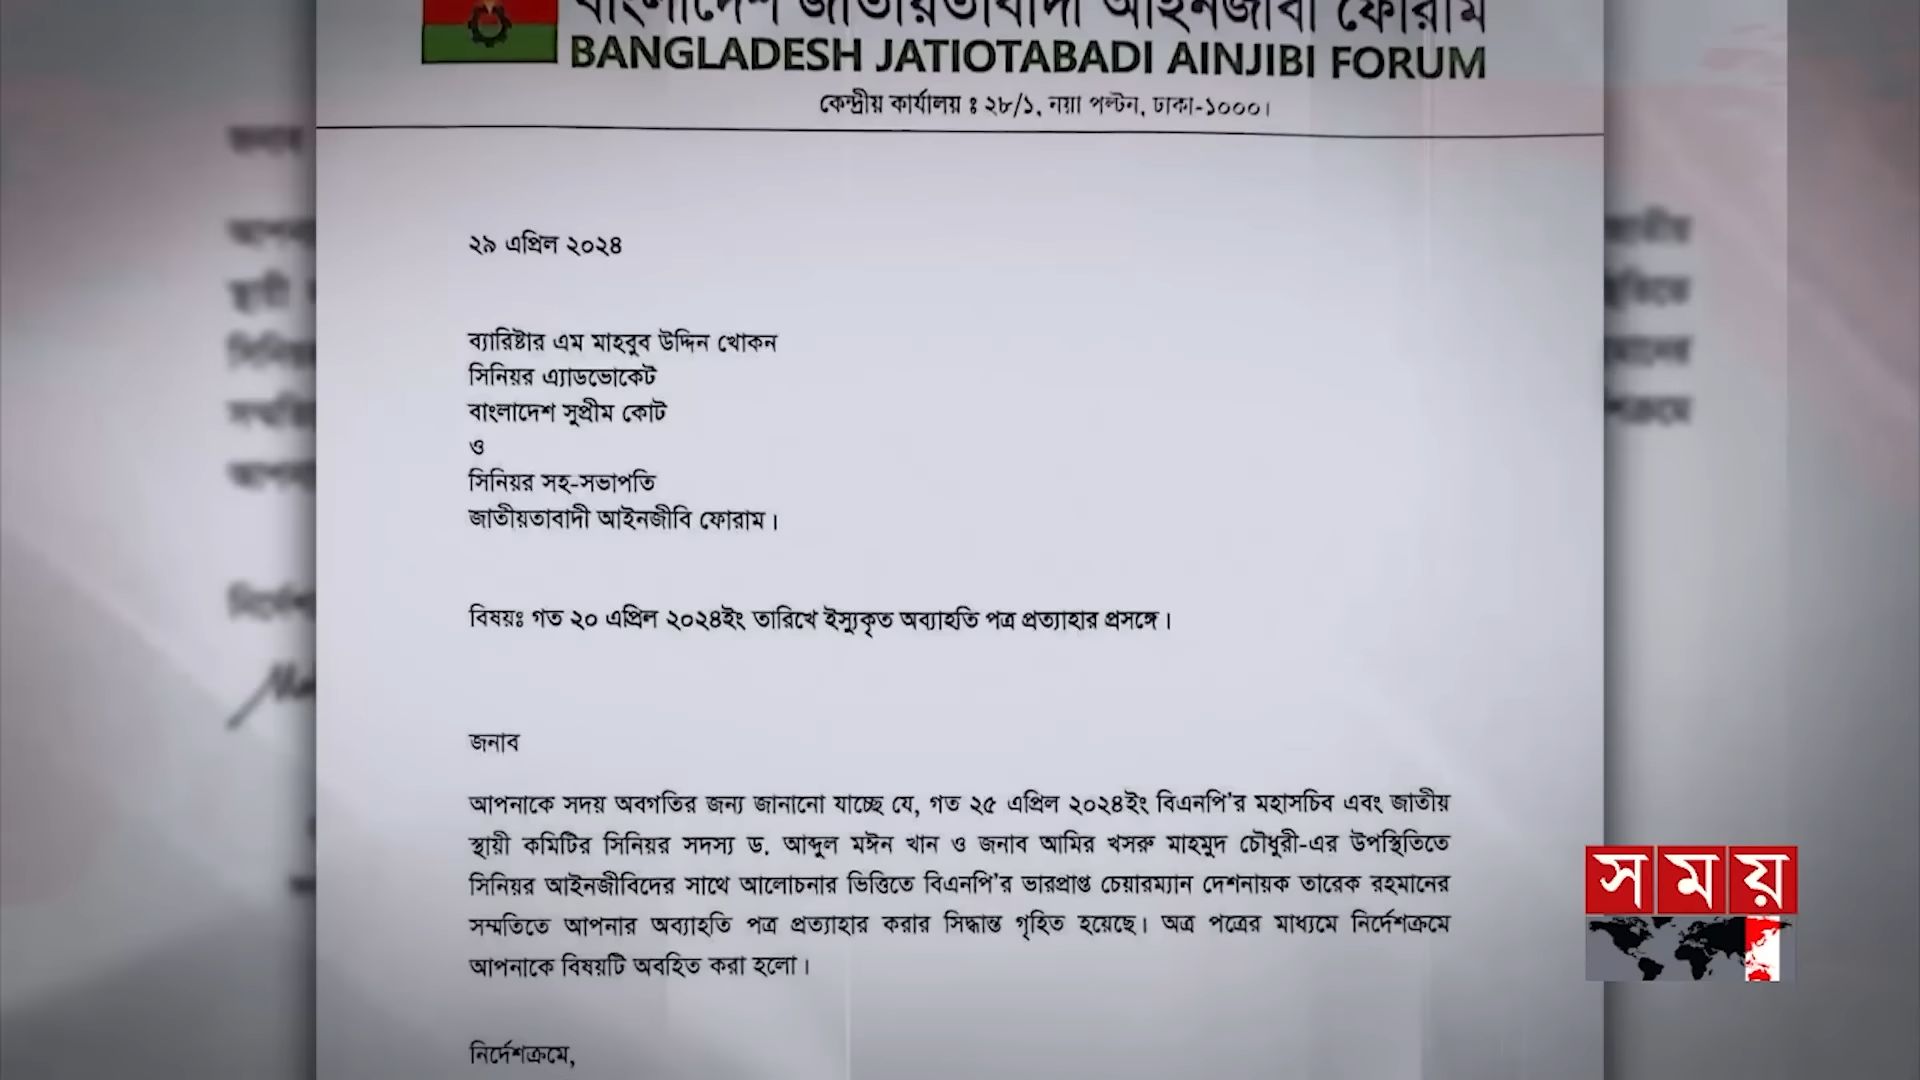 বাংলাদেশ জাতীয়তাবাদী আইনজীবী ফোরাম
BANGLADESH JATIOTABADI AINJIBI FORUM
কেন্দ্রীয় কার্যালয় ঃ ২৮/১, নয়া পল্টন, ঢাকা-১০০০।
২৯ এপ্রিল ২০২৪
ব্যারিষ্টার এম মাহবুব উদ্দিন খোকন
সিনিয়র এ্যাডভোকেট
বাংলাদেশ সুপ্রীম কোর্ট
ও
সিনিয়র সহ-সভাপতি
জাতীয়তাবাদী আইনজীবি ফোরাম।
বিষয়ঃ গত ২০ এপ্রিল ২০২৪ইং তারিখে ইস্যুকৃত অব্যাহতি পত্র প্রত্যাহার প্রসঙ্গে।
জনাব
আপনাকে সদয় অবগতির জন্য জানানো যাচ্ছে যে, গত ২৫ এপ্রিল ২০২৪ইং বিএনপি'র মহাসচিব এবং জাতীয়
স্থায়ী কমিটির সিনিয়র সদস্য ড. আব্দুল মঈন খান ও জনাব আমির খসরু মাহমুদ চৌধুরী-এর উপস্থিতিতে
সিনিয়র আইনজীবিদের সাথে আলোচনার ভিত্তিতে বিএনপি'র ভারপ্রাপ্ত চেয়ারম্যান দেশনায়ক তারেক রহমানের
সম্মতিতে আপনার অব্যাহতি পত্র প্রত্যাহার করার সিদ্ধান্ত গৃহিত হয়েছে। অত্র পত্রের মাধ্যমে নির্দেশক্রমে
আপনাকে বিষয়টি অবহিত করা হলো।
নির্দেশক্রমে,
সময়